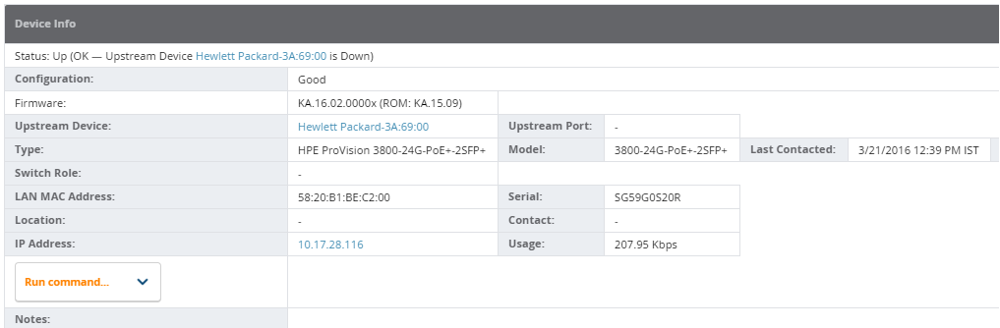 Device Info
Status: Up (OK — Upstream Device Hewlett Packard-3A:69:00 is Down)
Configuration: Good
Firmware: KA.16.02.0000x (ROM: KA.15.09)
Upstream Device: Hewlett Packard-3A:69:00 Upstream Port: -
Type: HPE ProVision 3800-24G-PoE+-2SFP+ Model: 3800-24G-PoE+-2SFP+ Last Contacted: 3/21/2016 12:39 PM IST
Switch Role: -
LAN MAC Address: 58:20:B1:BE:C2:00 Serial: SG59G0S20R
Location: - Contact: -
IP Address: 10.17.28.116 Usage: 207.95 Kbps
Run command...
Notes: